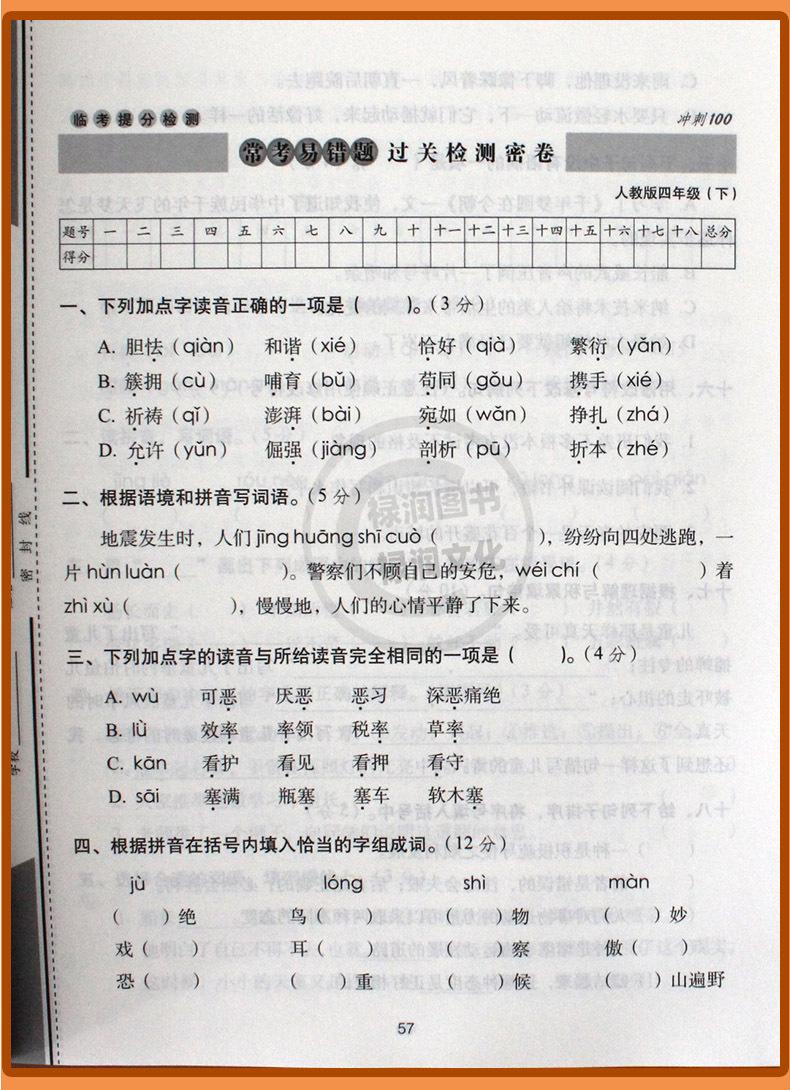 临考提分检测 冲刺100
常考易错题 过关检测密卷
人教版四年级（下）
题号 一 二 三 四 五 六 七 八 九 十 十一 十二 十三 十四 十五 十六 十七 十八 总分
得分
一、下列加点字读音正确的一项是（　　）。（3分）
A. 胆怯（qiàn） 和谐（xié） 恰好（qià） 繁衍（yǎn）
B. 簇拥（cù） 哺育（bǔ） 苟同（gǒu） 携手（xié）
C. 祈祷（qǐ） 澎湃（bài） 宛如（wǎn） 挣扎（zhá）
D. 允许（yǔn） 倔强（jiàng） 剖析（pū） 折本（zhé）
二、根据语境和拼音写词语。（5分）
地震发生时，人们 jīng huāng shī cuò（　　），纷纷向四处逃跑，一
片 hùn luàn（　　）。警察们不顾自己的安危，wéi chí（　　）着
zhì xù（　　），慢慢地，人们的心情平静了下来。
三、下列加点字的读音与所给读音完全相同的一项是（　　）。（4分）
A. wù 可恶 厌恶 恶习 深恶痛绝
B. lǜ 效率 率领 税率 草率
C. kān 看护 看见 看押 看守
D. sāi 塞满 瓶塞 塞车 软木塞
四、根据拼音在括号内填入恰当的字组成词。（12分）
jù lóng shì màn
（　　）绝 鸟（　　） （　　）物 （　　）妙
戏（　　） 耳（　　） （　　）察 傲（　　）
恐（　　） （　　）重 （　　）候 （　　）山遍野
57
密封线
学校
禄润图书
禄润文化